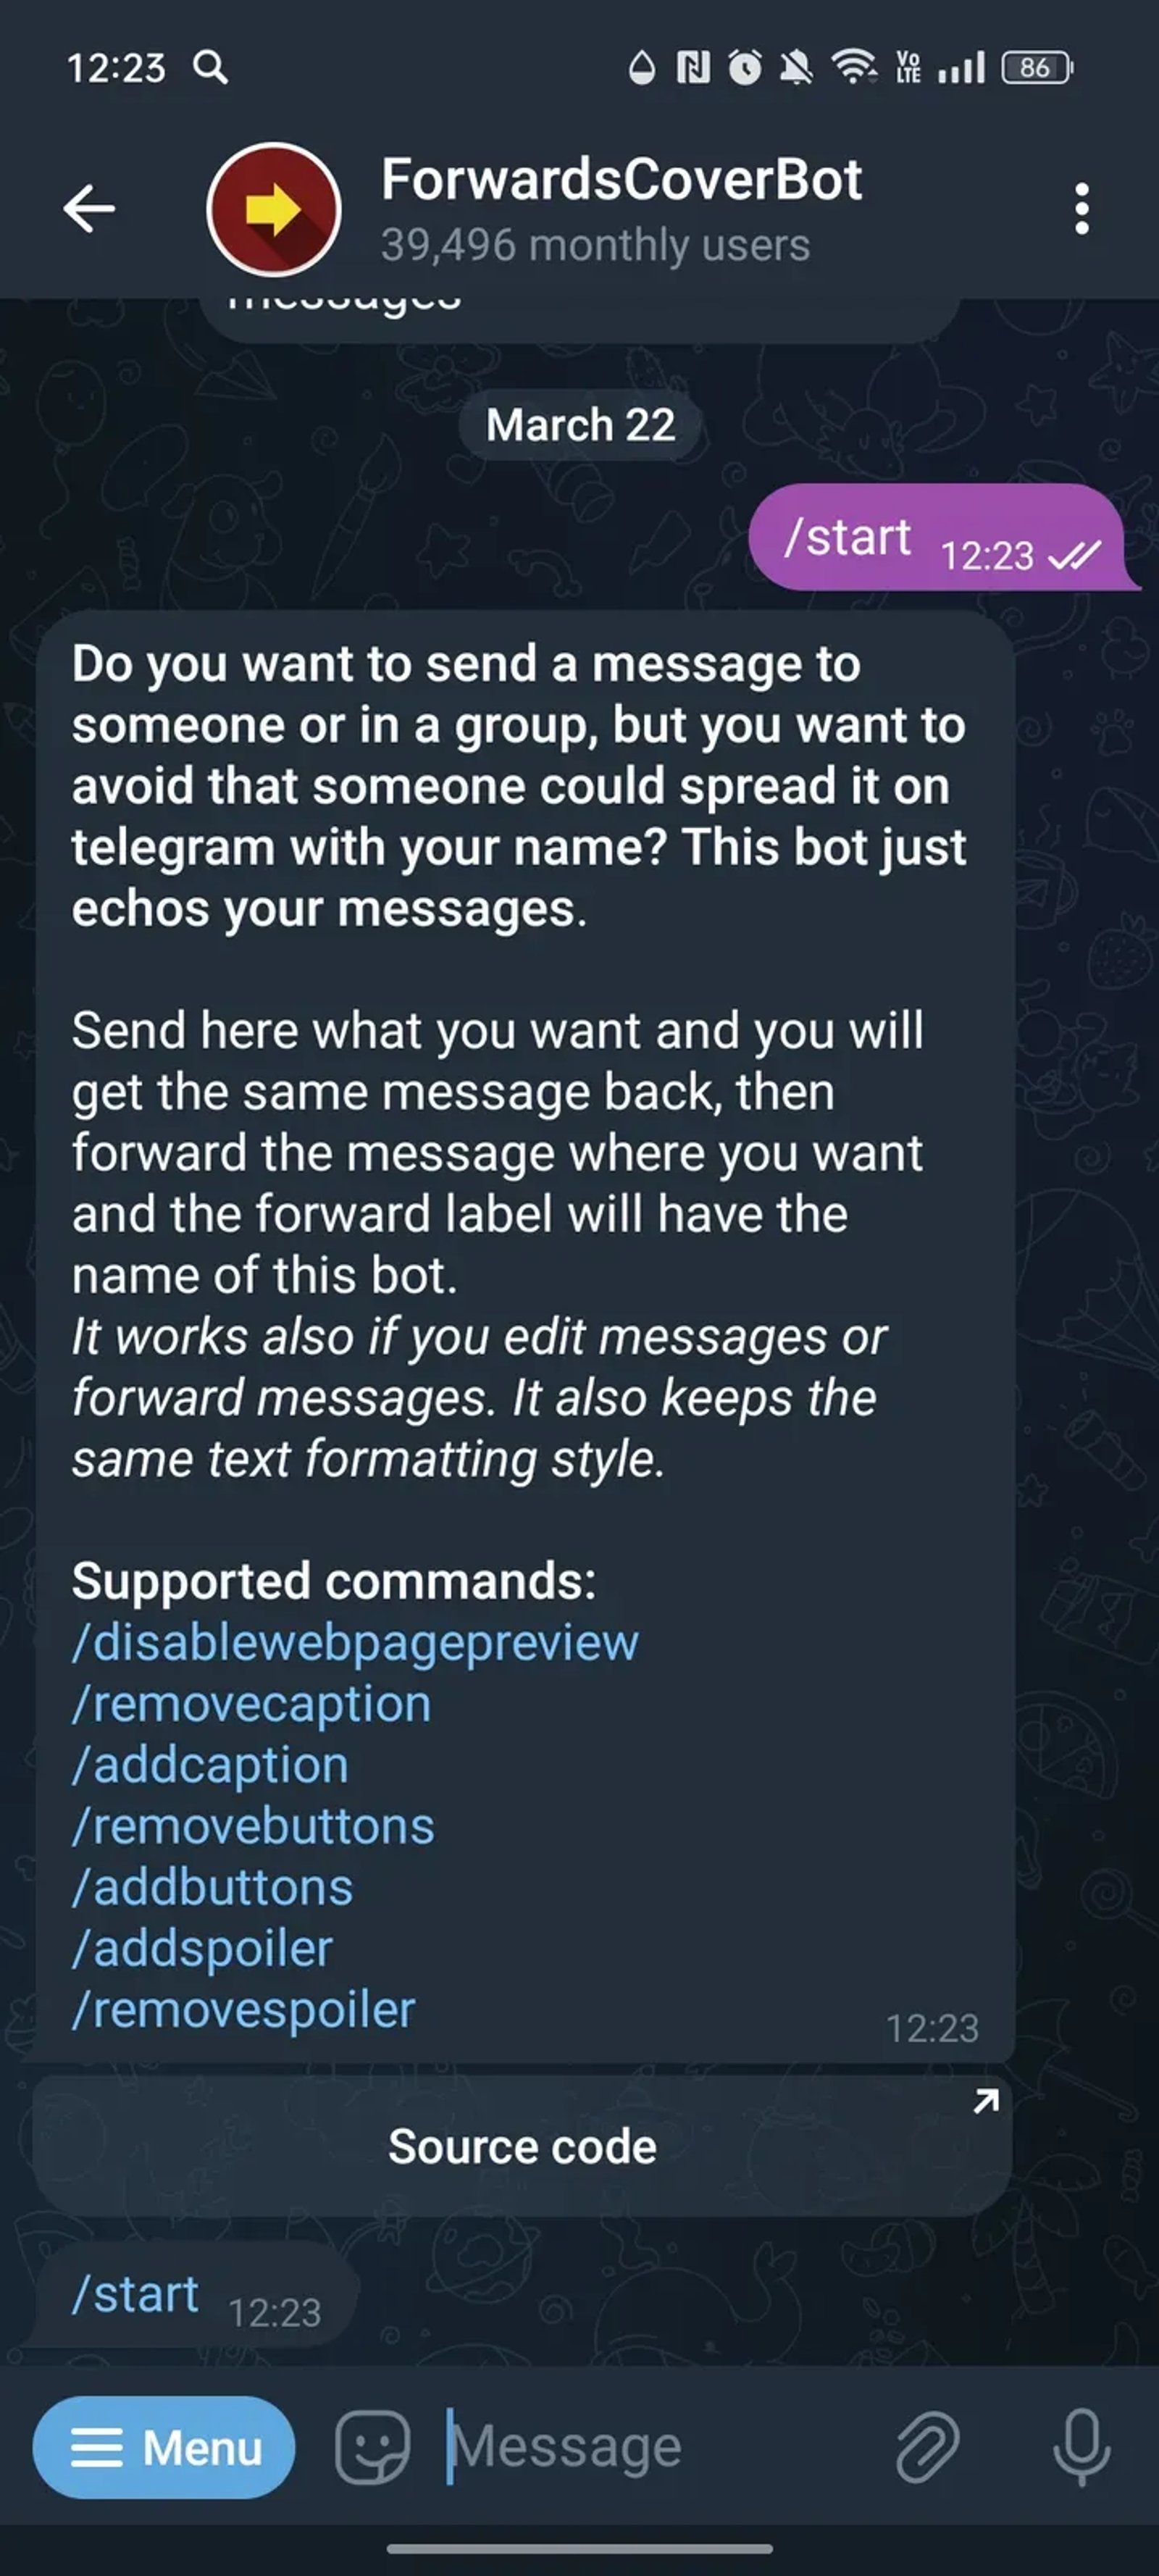 12:23
Vo
LTE
86
ForwardsCoverBot
39,496 monthly users
messages
March 22
/start 12:23
Do you want to send a message to
someone or in a group, but you want to
avoid that someone could spread it on
telegram with your name? This bot just
echos your messages.
Send here what you want and you will
get the same message back, then
forward the message where you want
and the forward label will have the
name of this bot.
It works also if you edit messages or
forward messages. It also keeps the
same text formatting style.
Supported commands:
/disablewebpagepreview
/removecaption
/addcaption
/removebuttons
/addbuttons
/addspoiler
/removespoiler
12:23
Source code
/start 12:23
Menu
Message